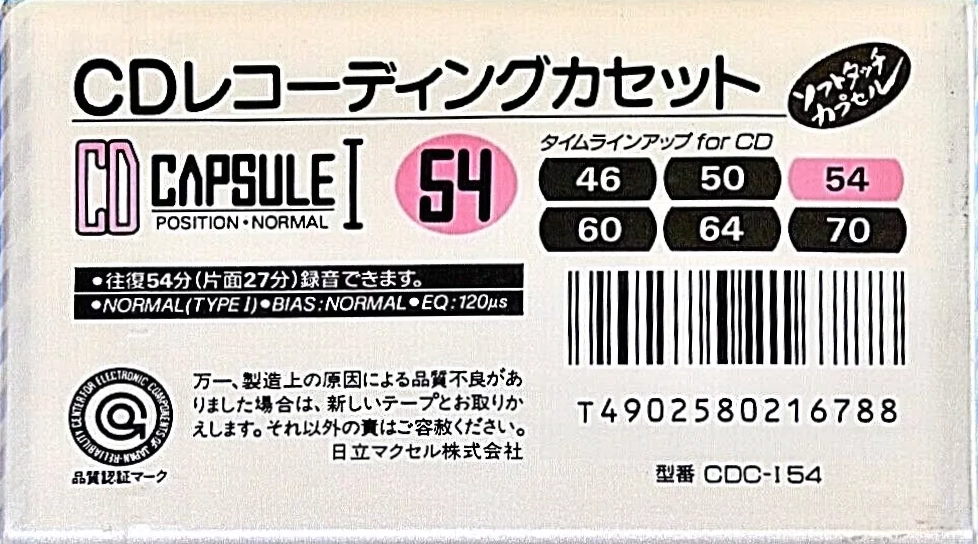 CDレコーディングカセット
ソフトタッチ
カプセル
CD CAPSULE I
POSITION・NORMAL
54
タイムラインアップ for CD
46 50 54
60 64 70
●往復54分(片面27分)録音できます。
●NORMAL(TYPE I)●BIAS:NORMAL●EQ:120μs
RELIABILITY CENTER FOR ELECTRONIC COMPONENTS OF JAPAN
品質認証マーク
万一、製造上の原因による品質不良があ
りました場合は、新しいテープとお取りか
えします。それ以外の責はご容赦ください。
日立マクセル株式会社
T4902580216788
型番 CDC-I 54